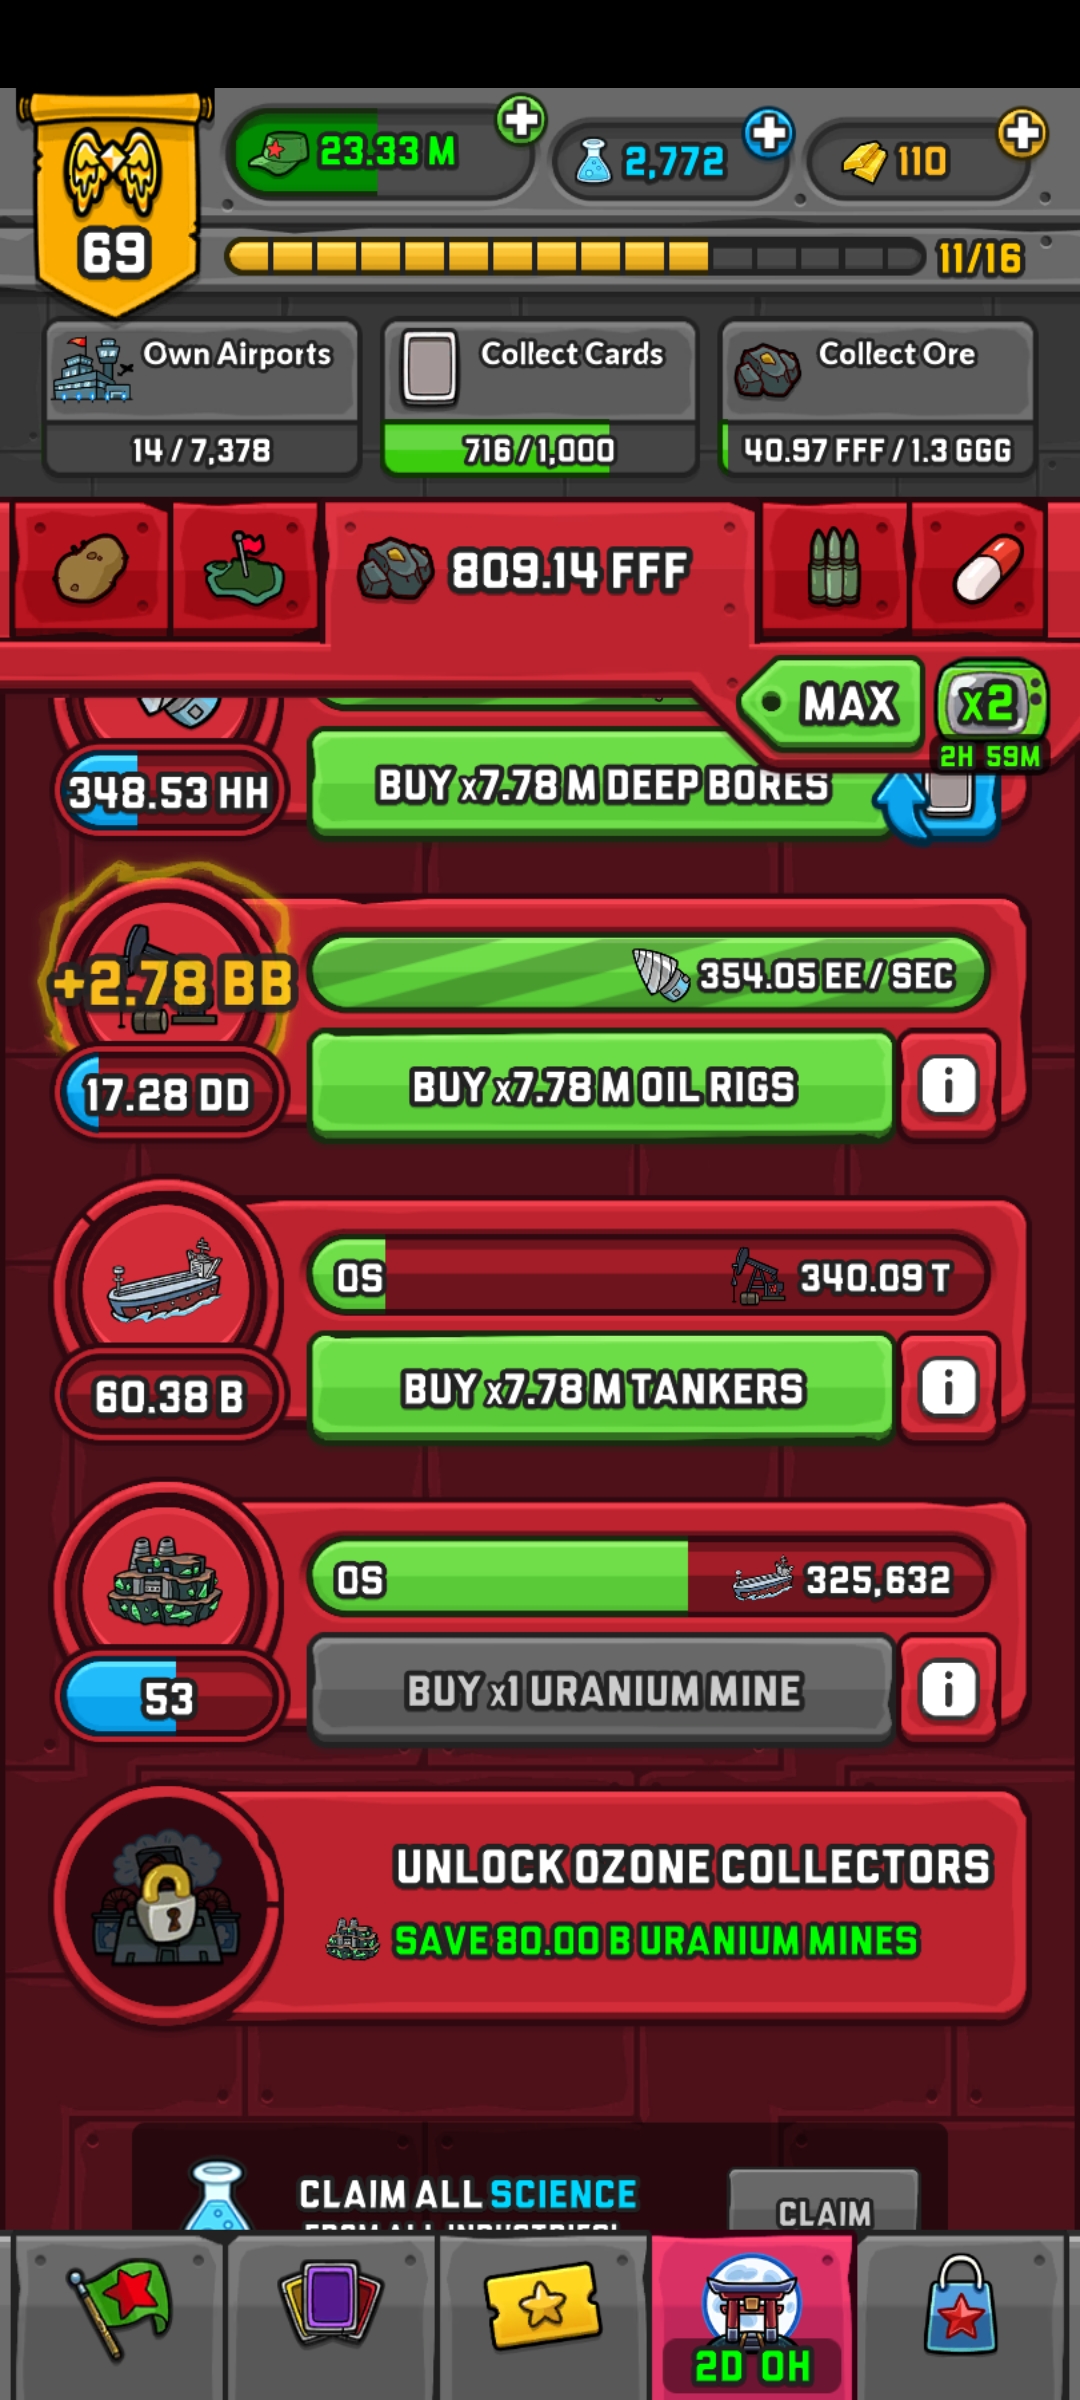 69
23.33 M
2,772
110
11/16
Own Airports
14 / 7,378
Collect Cards
716 / 1,000
Collect Ore
40.97 FFF / 1.3 GGG
809.14 FFF
MAX
x2
2H 59M
348.53 HH
BUY x7.78 M DEEP BORES
+2.78 BB
354.05 EE / SEC
17.28 DD
BUY x7.78 M OIL RIGS
i
0S
340.09 T
60.38 B
BUY x7.78 M TANKERS
i
0S
325,632
53
BUY x1 URANIUM MINE
i
UNLOCK OZONE COLLECTORS
SAVE 80.00 B URANIUM MINES
CLAIM ALL SCIENCE
FROM ALL INDUSTRIES!
CLAIM
2D 0H